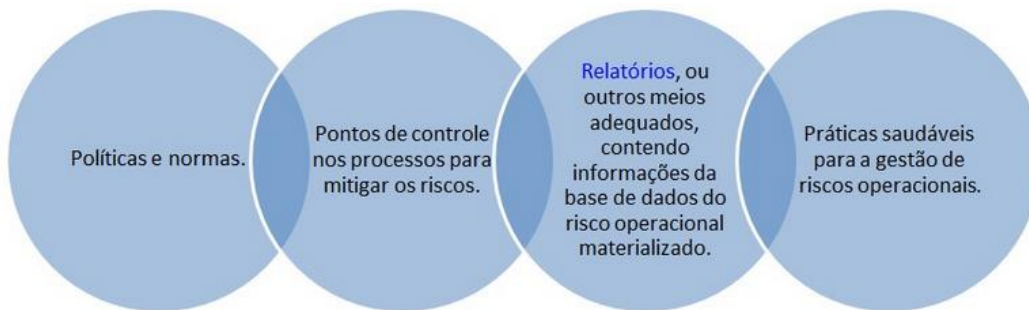 Políticas e normas.
Pontos de controle
nos processos para
mitigar os riscos.
Relatórios, ou
outros meios
adequados,
contendo
informações da
base de dados do
risco operacional
materializado.
Práticas saudáveis
para a gestão de
riscos operacionais.